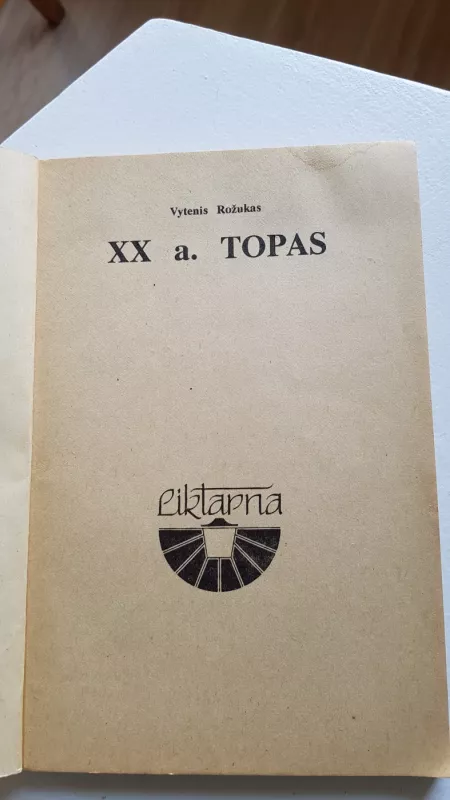 Vytenis Rožukas
XX a. TOPAS
Liktarna